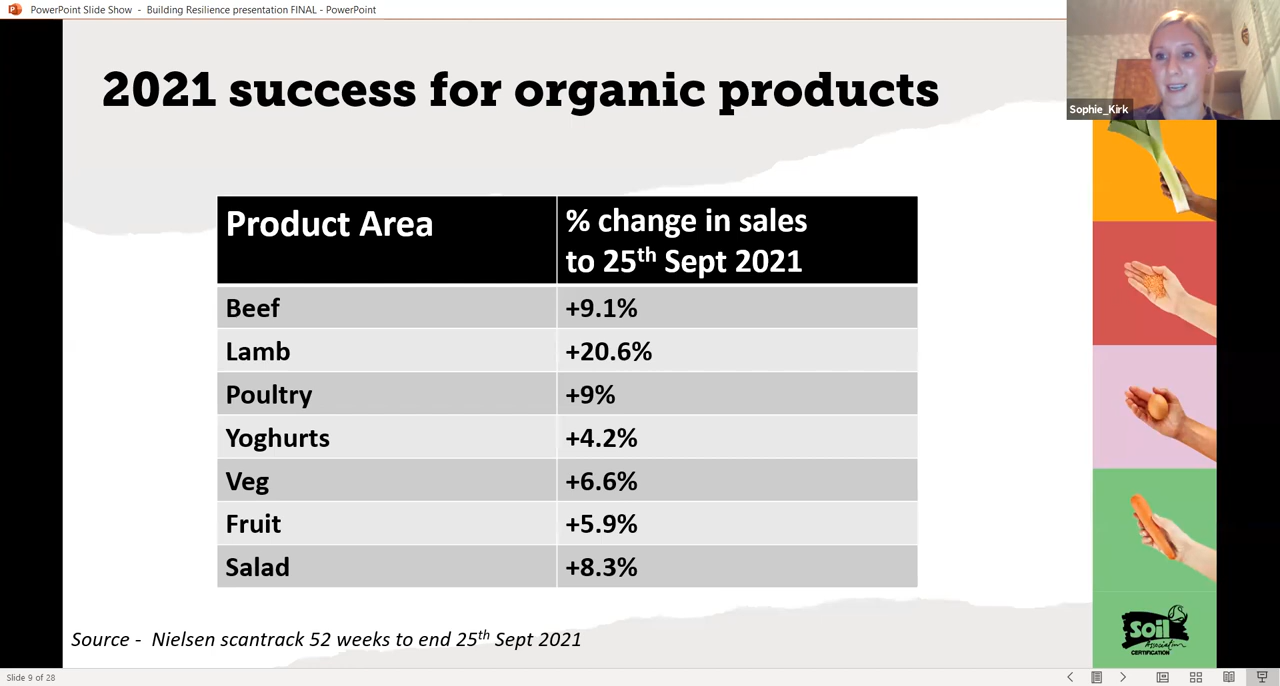 PowerPoint Slide Show - Building Resilience presentation FINAL - PowerPoint
2021 success for organic products
Sophie_Kirk
Product Area
% change in sales
to 25th Sept 2021
Beef
+9.1%
Lamb
+20.6%
Poultry
+9%
Yoghurts
+4.2%
Veg
+6.6%
Fruit
+5.9%
Salad
+8.3%
Source - Nielsen scantrack 52 weeks to end 25th Sept 2021
Soil
Association
CERTIFICATION
Slide 9 of 28